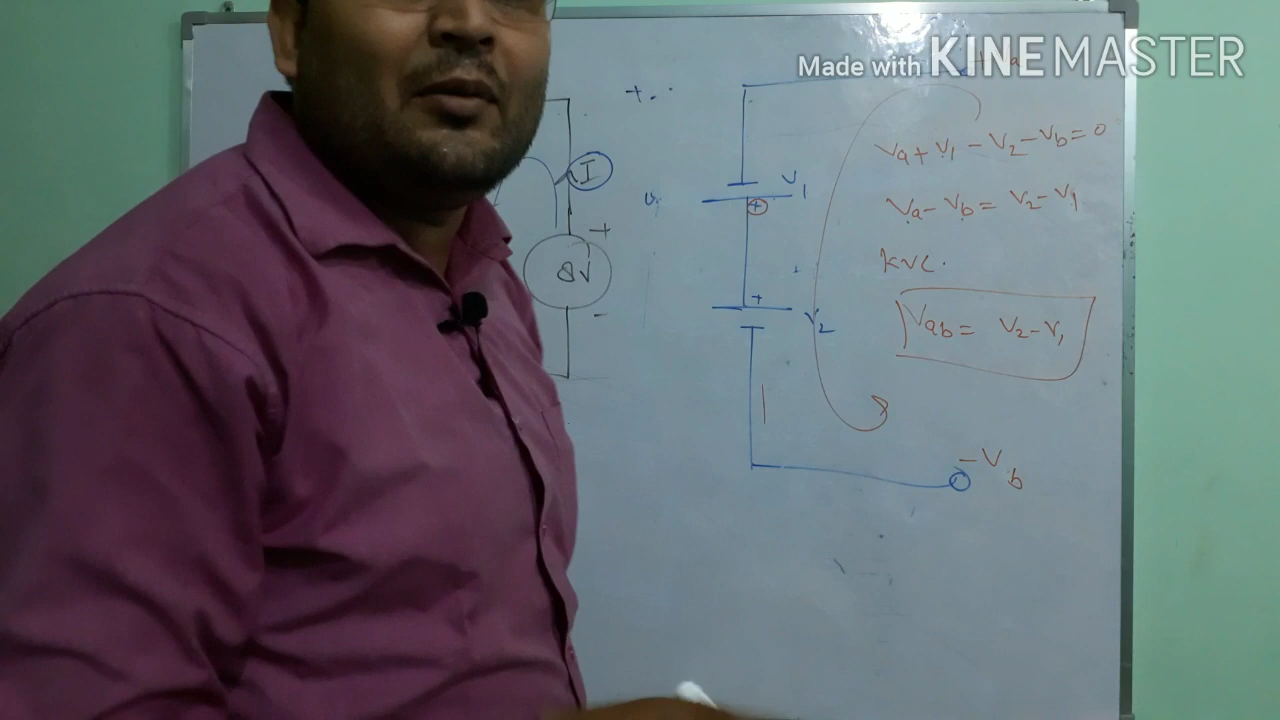 Made with KINEMASTER
a
+
I
+
8V
-
V1
+
+
V2
Va + V1 - V2 - Vb = 0
Va - Vb = V2 - V1
KVL.
Vab = V2 - V1
-Vb